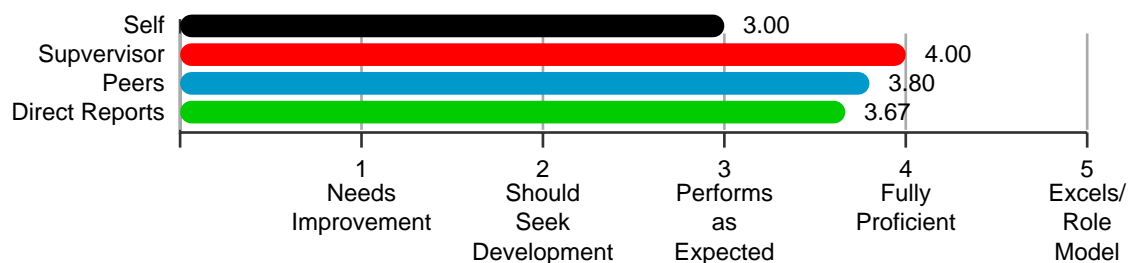 Self 3.00
Supvervisor 4.00
Peers 3.80
Direct Reports 3.67
1 2 3 4 5
Needs Should Performs Fully Excels/
Improvement Seek as Proficient Role
Development Expected Model